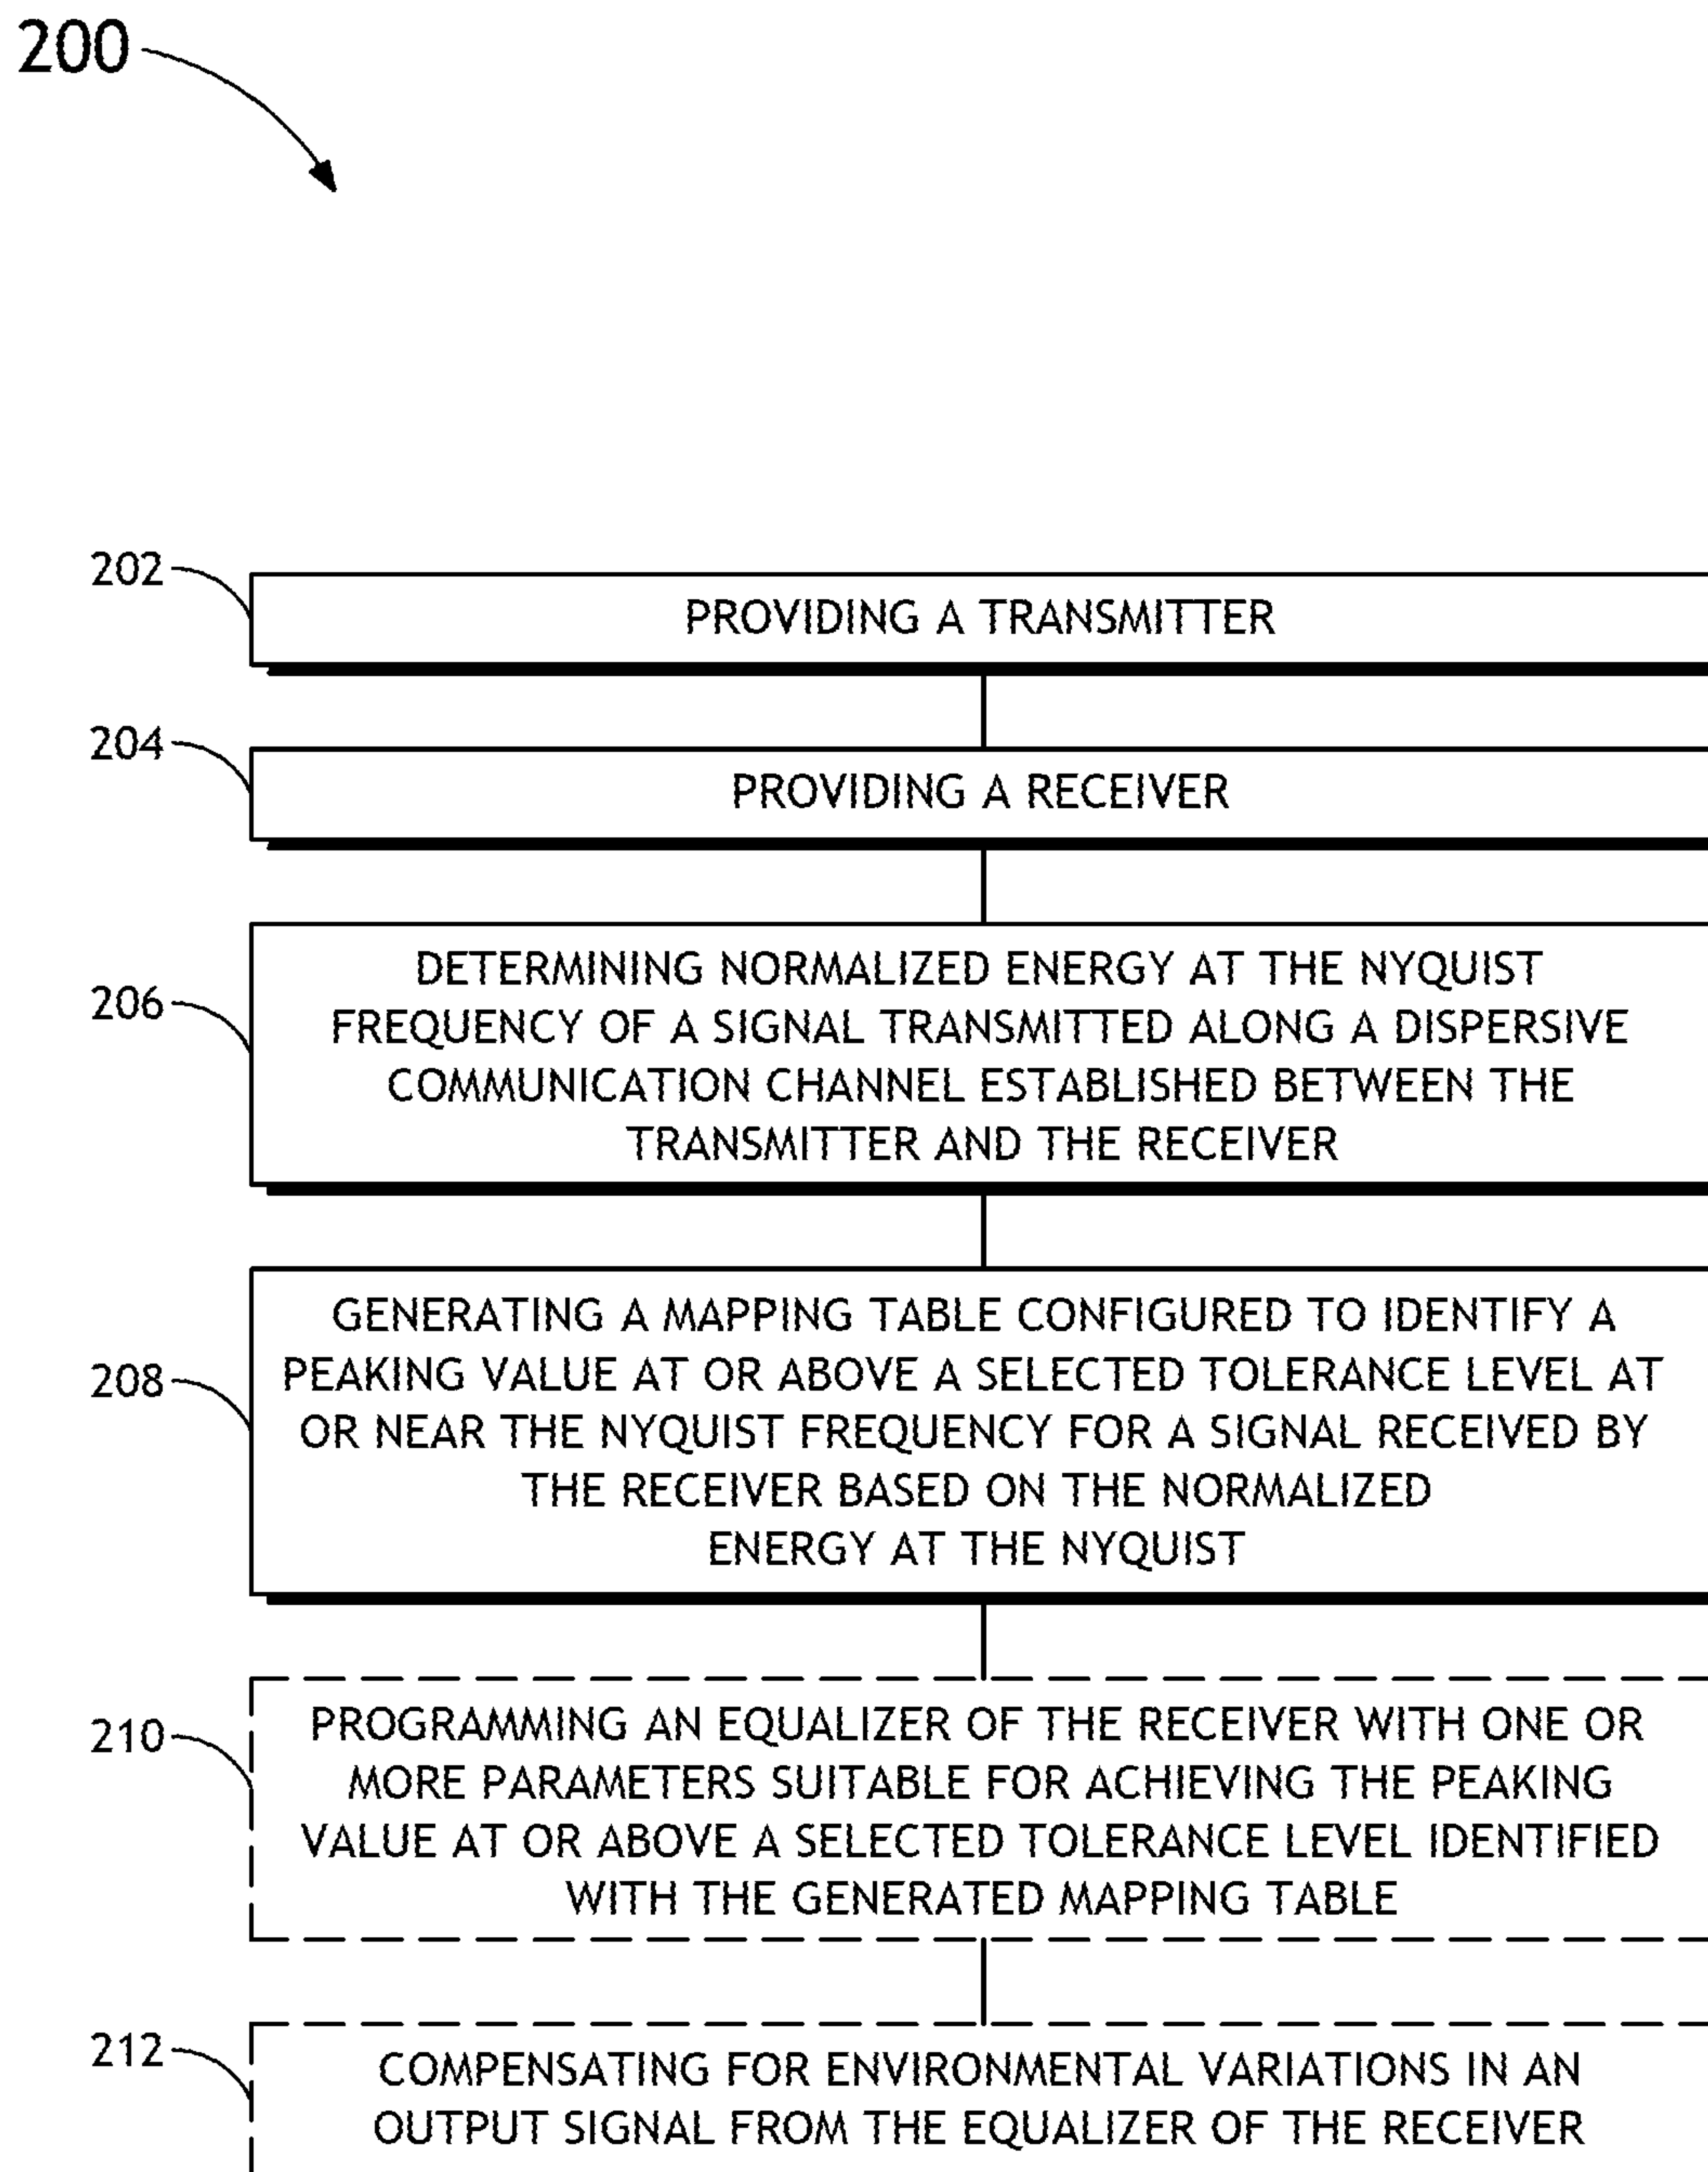 200
202
PROVIDING A TRANSMITTER
204
PROVIDING A RECEIVER
206
DETERMINING NORMALIZED ENERGY AT THE NYQUIST
FREQUENCY OF A SIGNAL TRANSMITTED ALONG A DISPERSIVE
COMMUNICATION CHANNEL ESTABLISHED BETWEEN THE
TRANSMITTER AND THE RECEIVER
208
GENERATING A MAPPING TABLE CONFIGURED TO IDENTIFY A
PEAKING VALUE AT OR ABOVE A SELECTED TOLERANCE LEVEL AT
OR NEAR THE NYQUIST FREQUENCY FOR A SIGNAL RECEIVED BY
THE RECEIVER BASED ON THE NORMALIZED
ENERGY AT THE NYQUIST
210
PROGRAMMING AN EQUALIZER OF THE RECEIVER WITH ONE OR
MORE PARAMETERS SUITABLE FOR ACHIEVING THE PEAKING
VALUE AT OR ABOVE A SELECTED TOLERANCE LEVEL IDENTIFIED
WITH THE GENERATED MAPPING TABLE
212
COMPENSATING FOR ENVIRONMENTAL VARIATIONS IN AN
OUTPUT SIGNAL FROM THE EQUALIZER OF THE RECEIVER